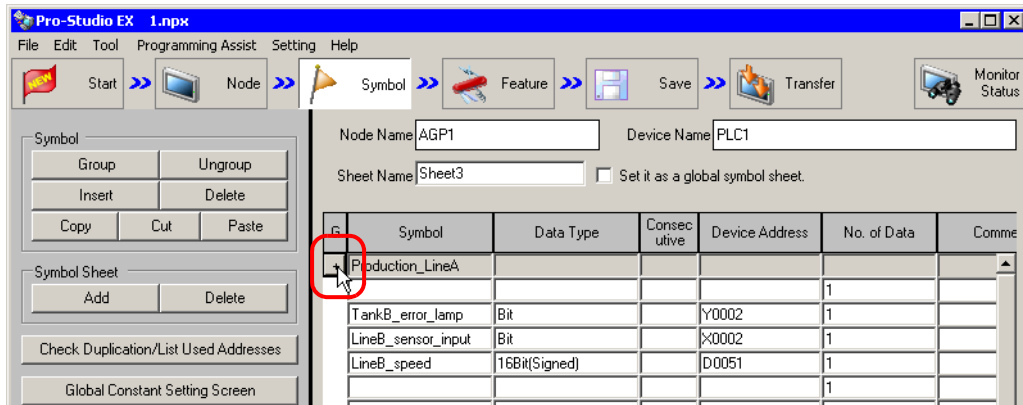 Pro-Studio EX 1.npx
File Edit Tool Programming Assist Setting Help
NEW Start Node Symbol Feature Save Transfer Monitor Status
Node Name AGP1 Device Name PLC1
Sheet Name Sheet3 Set it as a global symbol sheet.
Symbol
Group Ungroup
Insert Delete
Copy Cut Paste
Symbol Sheet
Add Delete
Check Duplication/List Used Addresses
Global Constant Setting Screen
G Symbol Data Type Consecutive Device Address No. of Data Comme
+ Production_LineA
1
TankB_error_lamp Bit Y0002 1
LineB_sensor_input Bit X0002 1
LineB_speed 16Bit(Signed) D0051 1
1